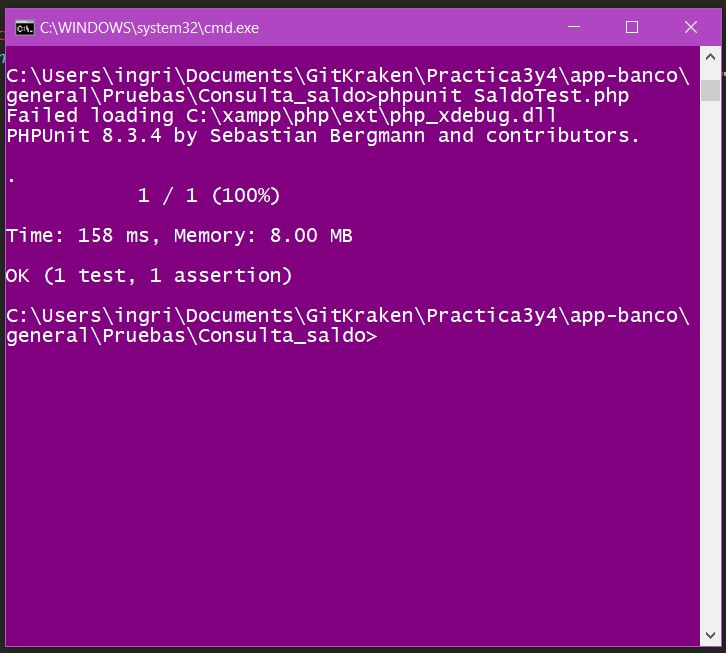 C:\WINDOWS\system32\cmd.exe
C:\Users\ingri\Documents\GitKraken\Practica3y4\app-banco\
general\Pruebas\Consulta_saldo>phpunit SaldoTest.php
Failed loading C:\xampp\php\ext\php_xdebug.dll
PHPUnit 8.3.4 by Sebastian Bergmann and contributors.
.
1 / 1 (100%)
Time: 158 ms, Memory: 8.00 MB
OK (1 test, 1 assertion)
C:\Users\ingri\Documents\GitKraken\Practica3y4\app-banco\
general\Pruebas\Consulta_saldo>